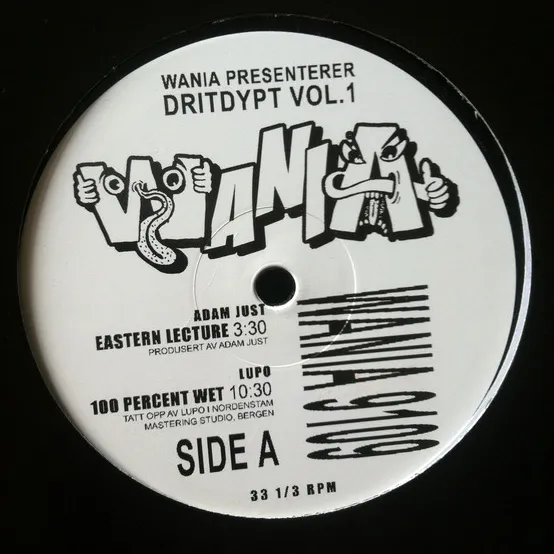 WANIA PRESENTERER
DRITDYPT VOL.1
WANIA
ADAM JUST
EASTERN LECTURE 3:30
PRODUSERT AV ADAM JUST
LUPO
100 PERCENT WET 10:30
TATT OPP AV LUPO I NORDENSTAM
MASTERING STUDIO, BERGEN
SIDE A
WANIA 9109
33 1/3 RPM